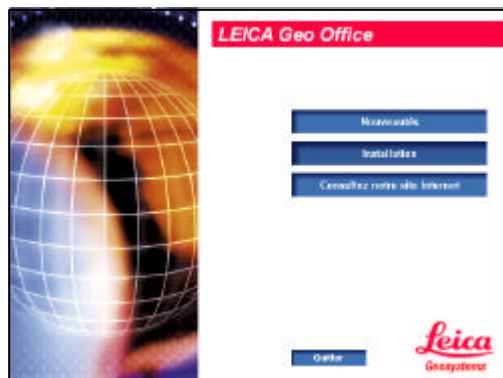 LEICA Geo Office
Nouveautés
Installation
Consultez notre site Internet
Quitter
Leica
Geosystems